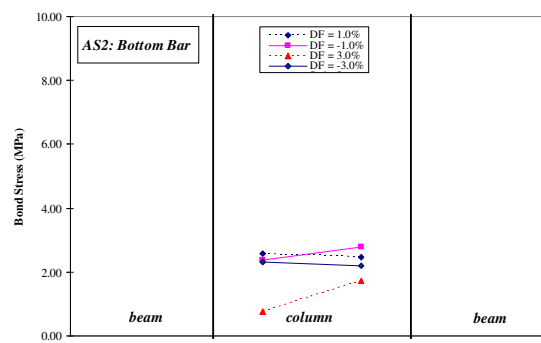 10.00
8.00
6.00
4.00
2.00
0.00
Bond Stress (MPa)
AS2: Bottom Bar
DF = 1.0%
DF = -1.0%
DF = 3.0%
DF = -3.0%
beam
column
beam